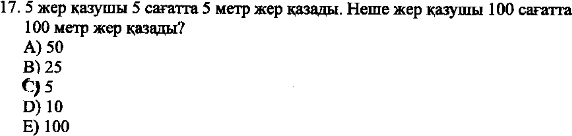 17. 5 жер қазушы 5 сағатта 5 метр жер қазады. Неше жер қазушы 100 сағатта
100 метр жер қазады?
A) 50
B) 25
C) 5
D) 10
E) 100